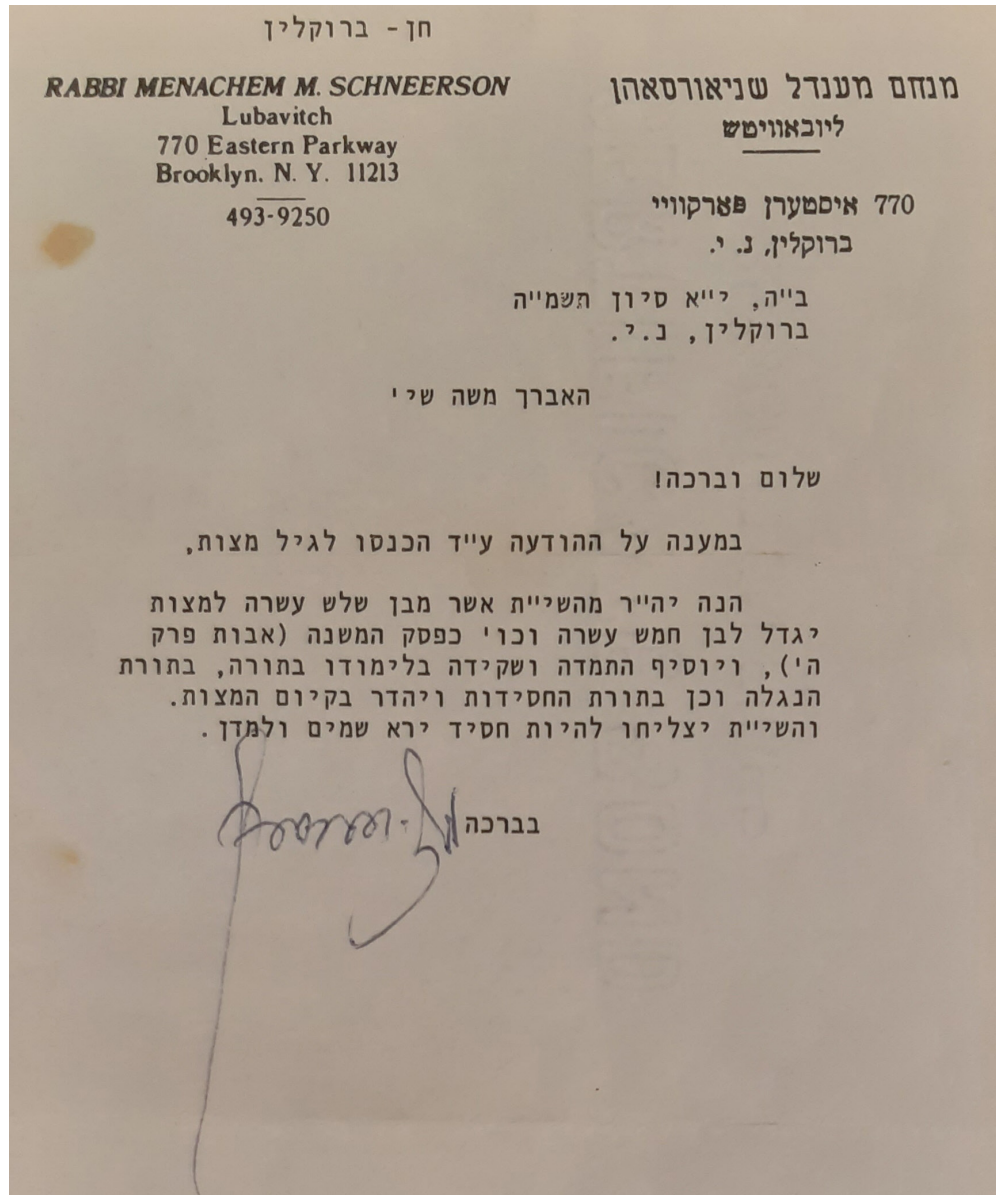 חן - ברוקלין
RABBI MENACHEM M. SCHNEERSON
Lubavitch
770 Eastern Parkway
Brooklyn. N. Y. 11213
493-9250
מנחם מענדל שניאורסאהן
ליובאוויטש
770 איסטערן פארקוויי
ברוקלין, נ. י.
ב"ה, י"א סיון תשמ"ה
ברוקלין, נ.י.
האברך משה שי'
שלום וברכה!
במענה על ההודעה ע"ד הכנסו לגיל מצות,
הנה יה"ר מהשי"ת אשר מבן שלש עשרה למצות
יגדל לבן חמש עשרה וכו' כפסק המשנה (אבות פרק
ה'), ויוסיף התמדה ושקידה בלימודו בתורה, בתורת
הנגלה וכן בתורת החסידות ויהדר בקיום המצות.
והשי"ת יצליחו להיות חסיד ירא שמים ולמדן.
בברכה